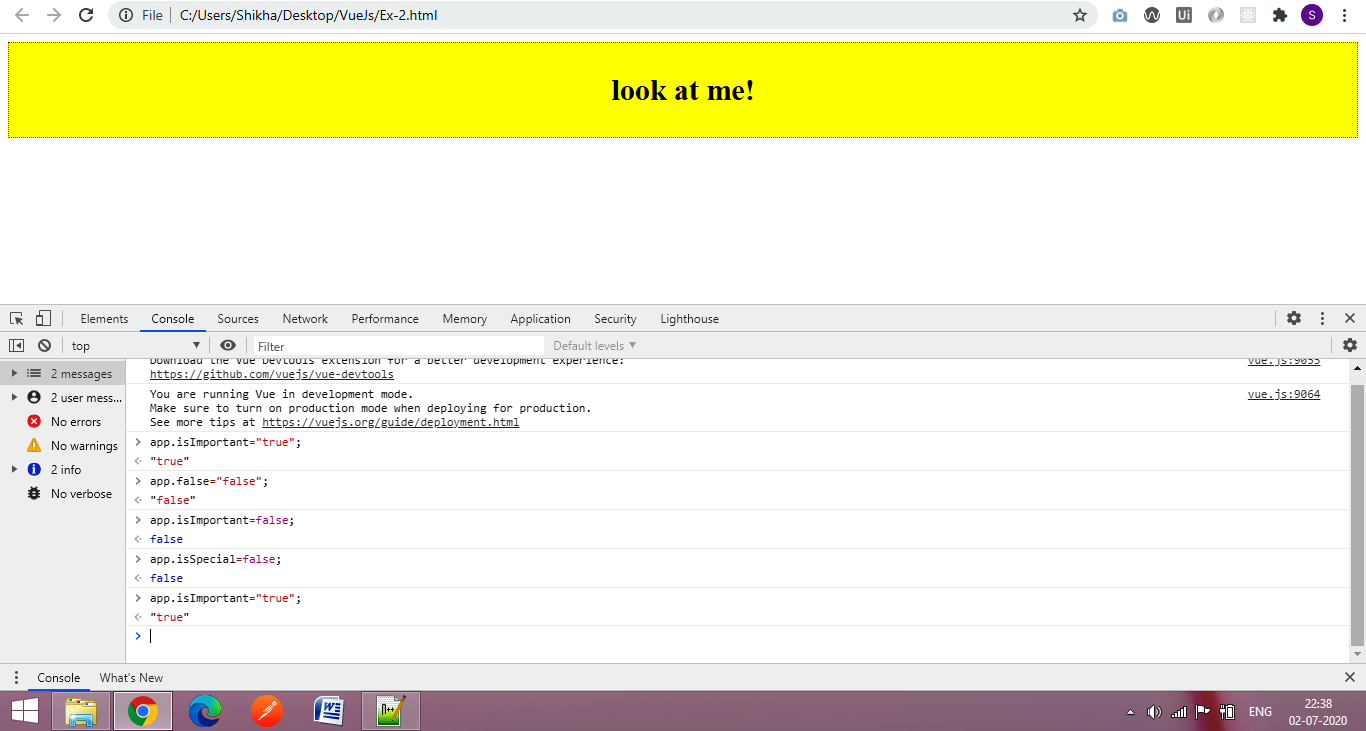 File C:/Users/Shikha/Desktop/VueJs/Ex-2.html
Ui
S
look at me!
Elements Console Sources Network Performance Memory Application Security Lighthouse
top Filter Default levels
2 messages
2 user mess...
No errors
No warnings
2 info
No verbose
Download the Vue Devtools extension for a better development experience: vue.js:9055
https://github.com/vuejs/vue-devtools
You are running Vue in development mode. vue.js:9064
Make sure to turn on production mode when deploying for production.
See more tips at https://vuejs.org/guide/deployment.html
> app.isImportant="true";
"true"
> app.false="false";
"false"
> app.isImportant=false;
false
> app.isSpecial=false;
false
> app.isImportant="true";
"true"
>
Console What's New
W
N++
ENG
22:38
02-07-2020